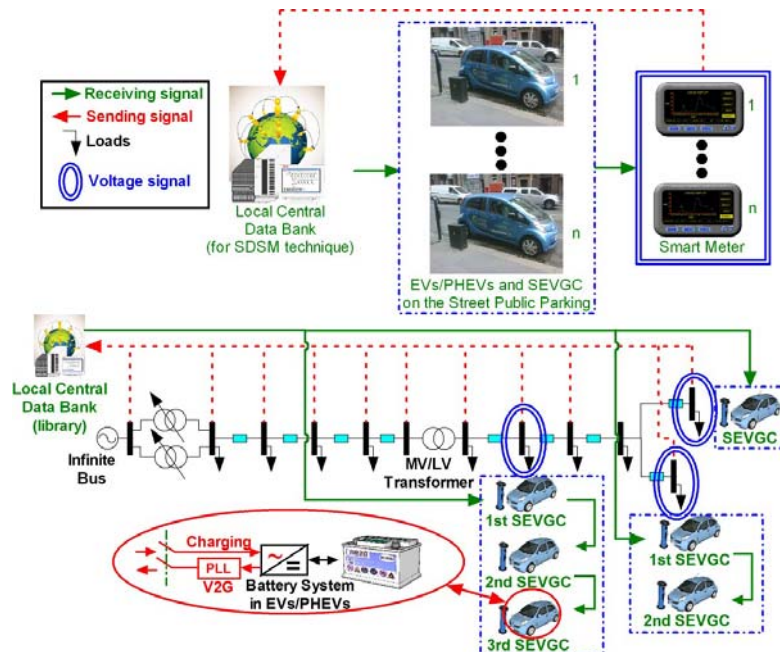 Receiving signal
Sending signal
Loads
Voltage signal
Local Central
Data Bank
(for SDSM technique)
1
n
EVs/PHEVs and SEVGC
on the Street Public Parking
1
n
Smart Meter
Local Central
Data Bank
(library)
Infinite
Bus
MV/LV
Transformer
SEVGC
1st SEVGC
2nd SEVGC
3rd SEVGC
1st SEVGC
2nd SEVGC
Charging
PLL
V2G
Battery System
in EVs/PHEVs